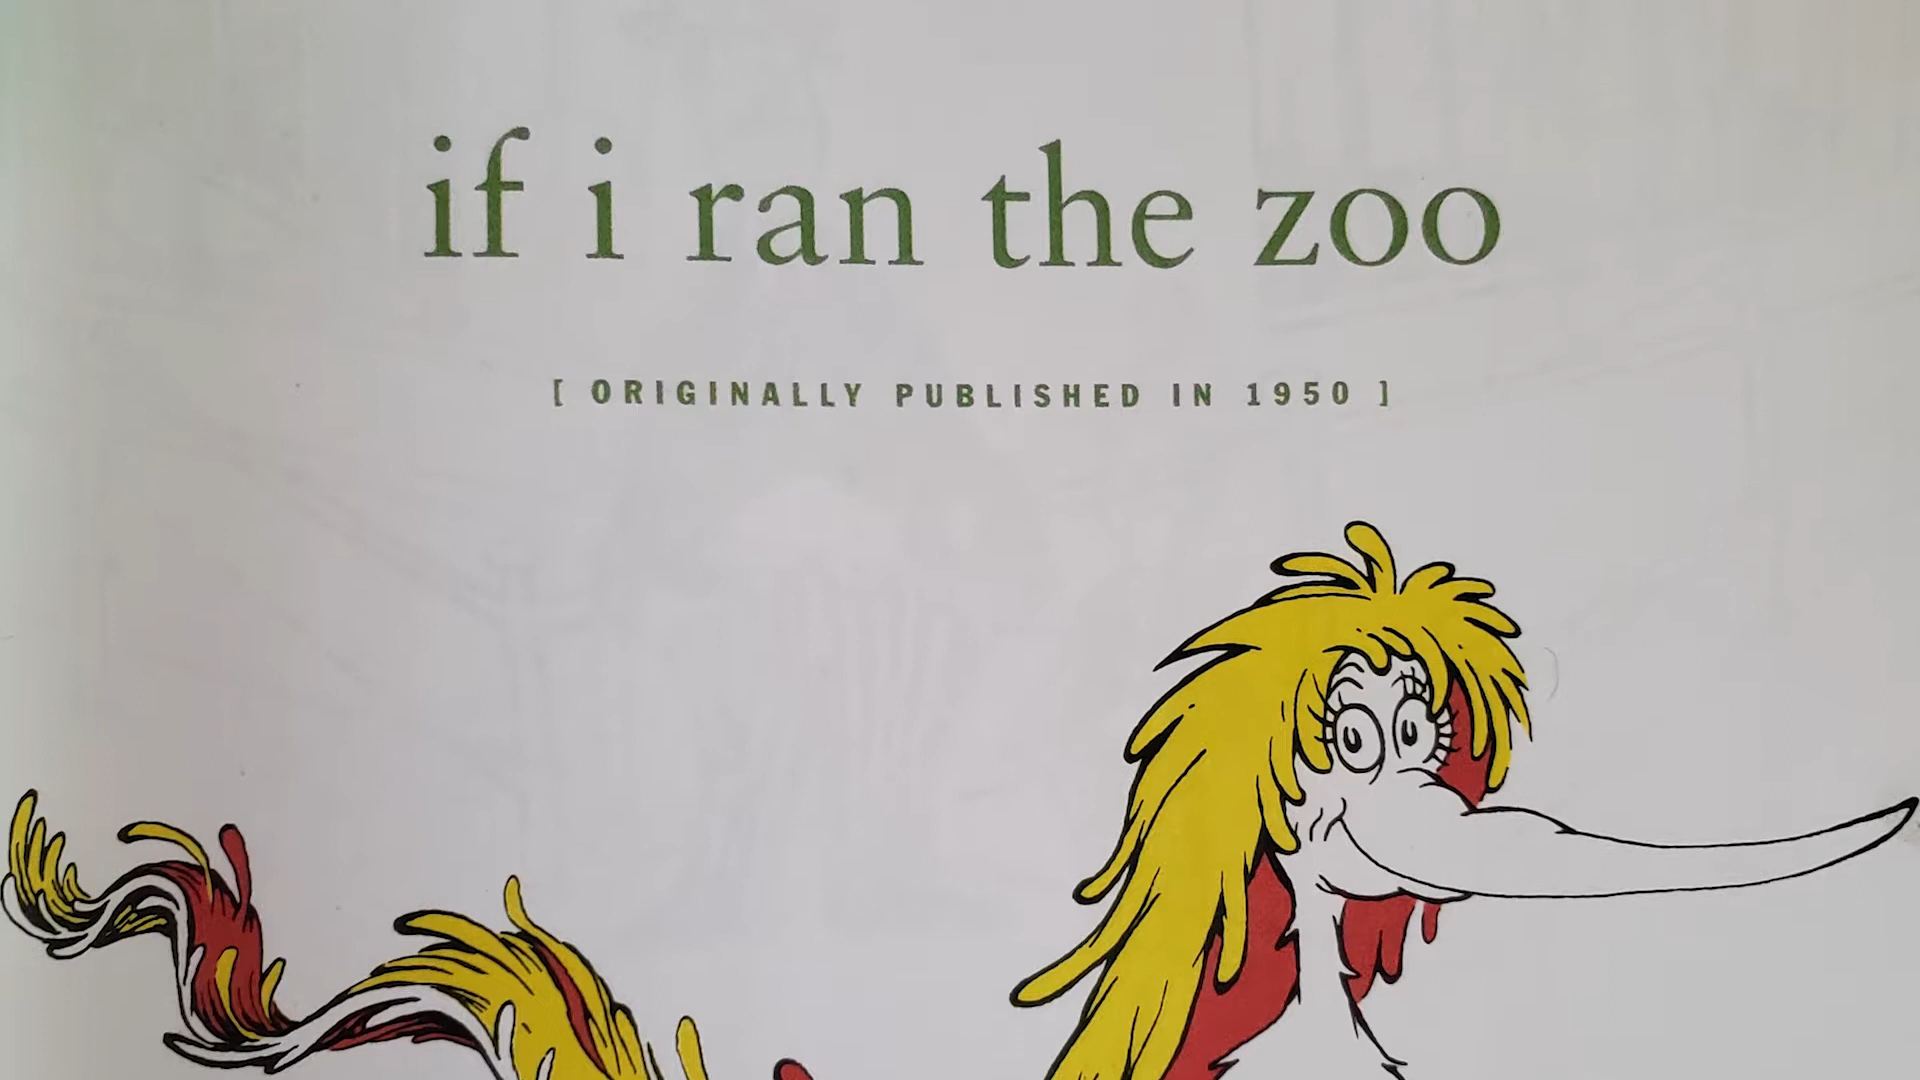 if i ran the zoo
[ ORIGINALLY PUBLISHED IN 1950 ]